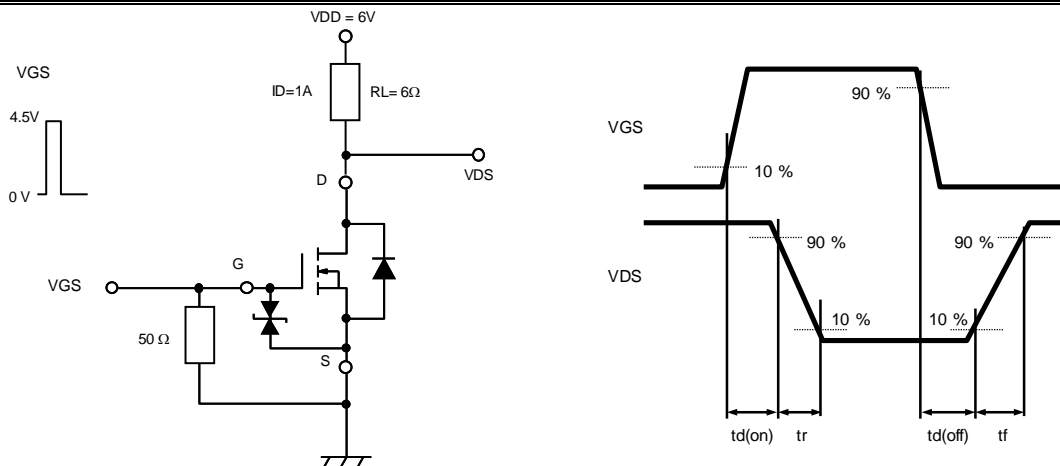 VDD = 6V
VGS
4.5V
0 V
ID=1A
RL= 6Ω
VDS
D
G
VGS
50 Ω
S
VGS
90 %
10 %
VDS
90 %
90 %
10 %
10 %
td(on)
tr
td(off)
tf